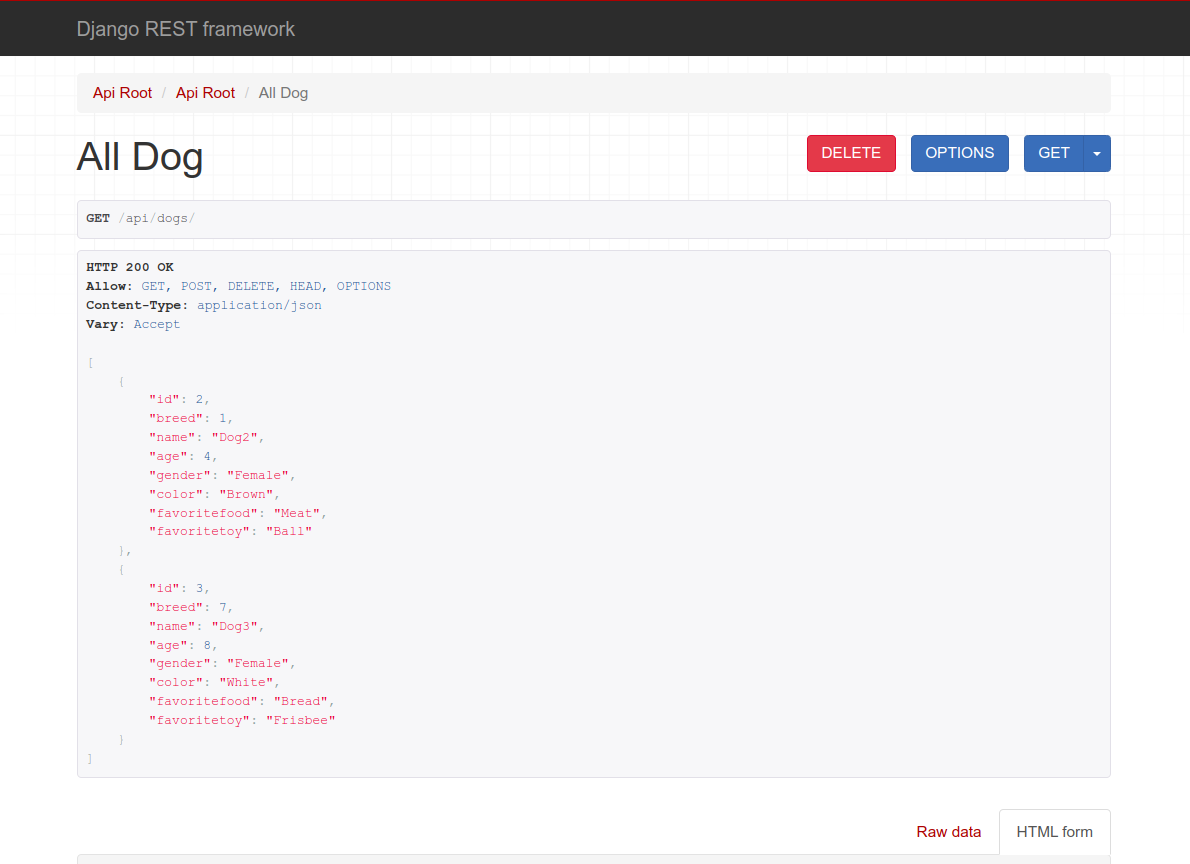 Django REST framework
Api Root / Api Root / All Dog
All Dog
DELETE OPTIONS GET
GET /api/dogs/
HTTP 200 OK
Allow: GET, POST, DELETE, HEAD, OPTIONS
Content-Type: application/json
Vary: Accept
[
    {
        "id": 2,
        "breed": 1,
        "name": "Dog2",
        "age": 4,
        "gender": "Female",
        "color": "Brown",
        "favoritefood": "Meat",
        "favoritetoy": "Ball"
    },
    {
        "id": 3,
        "breed": 7,
        "name": "Dog3",
        "age": 8,
        "gender": "Female",
        "color": "White",
        "favoritefood": "Bread",
        "favoritetoy": "Frisbee"
    }
]
Raw data HTML form